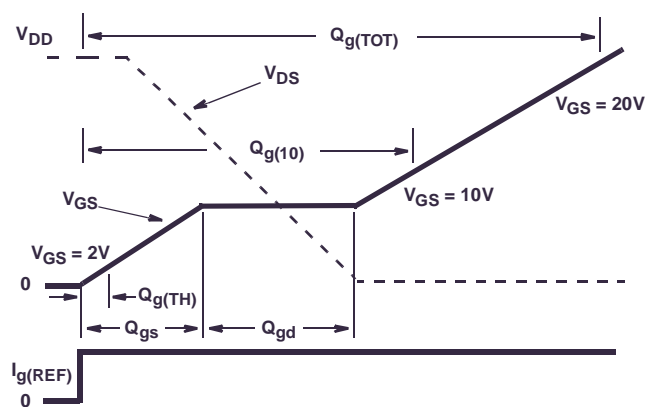 V_DD
Q_g(TOT)
V_DS
V_GS = 20V
Q_g(10)
V_GS
V_GS = 10V
V_GS = 2V
0
Q_g(TH)
Q_gs
Q_gd
I_g(REF)
0